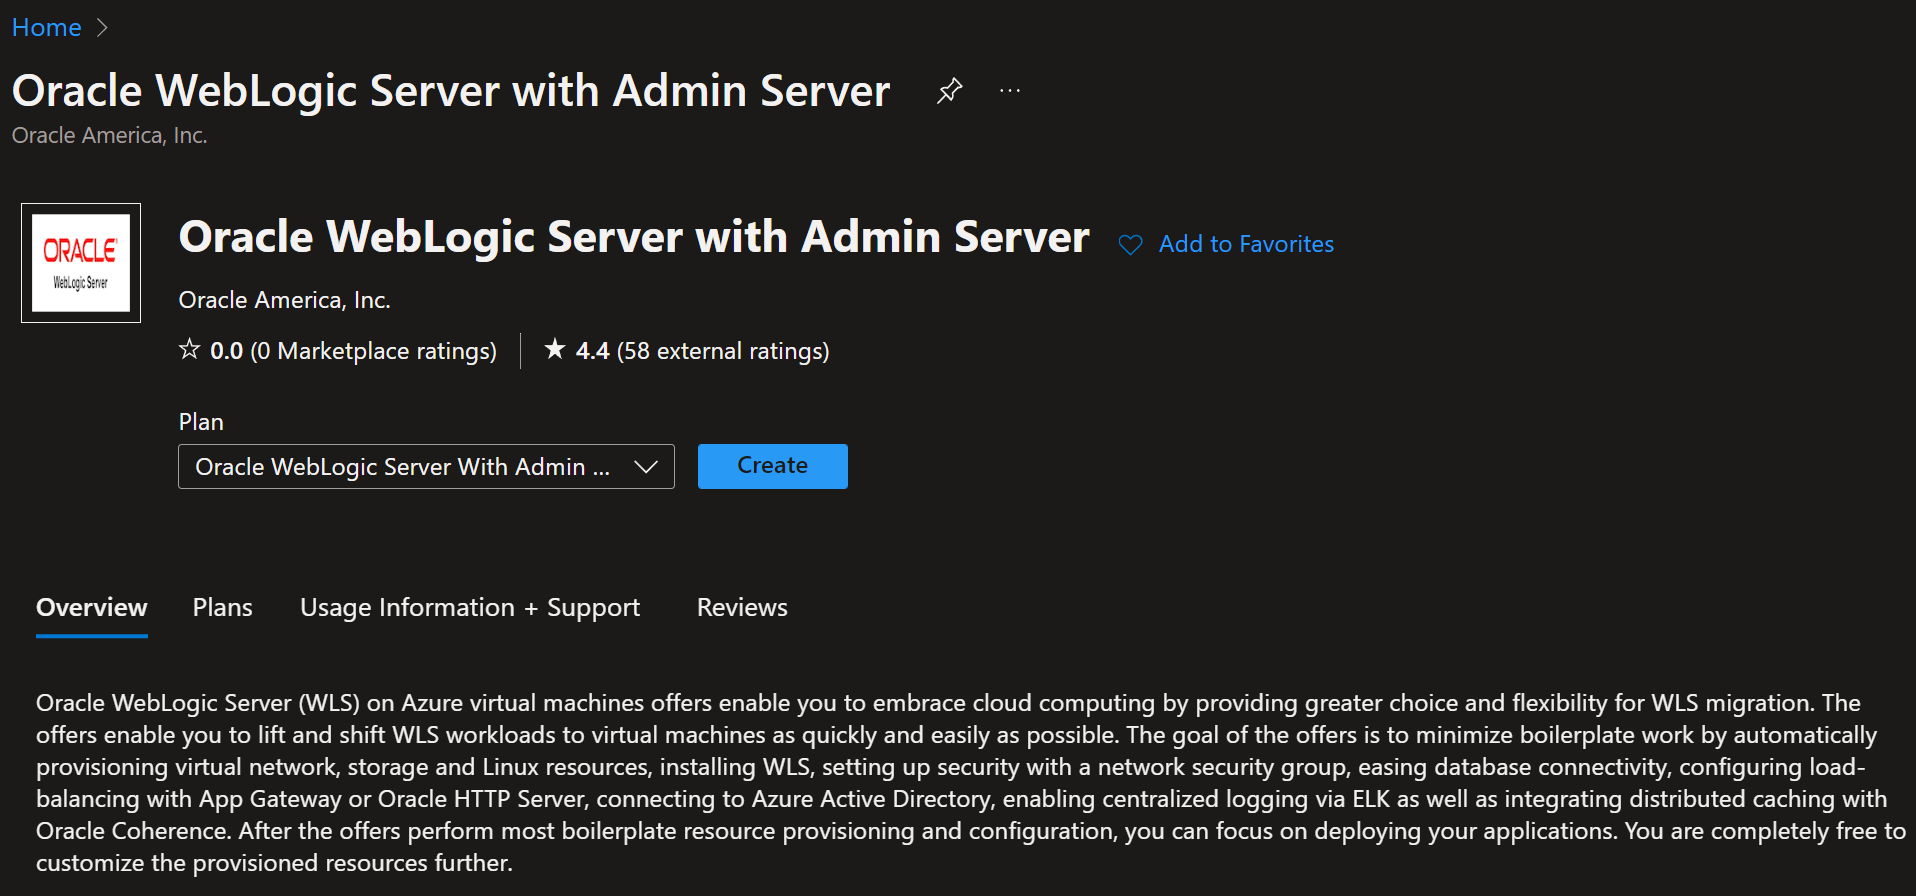 Home
Oracle WebLogic Server with Admin Server
Oracle America, Inc.
ORACLE
WebLogic Server
Oracle WebLogic Server with Admin Server
Add to Favorites
Oracle America, Inc.
0.0 (0 Marketplace ratings)
4.4 (58 external ratings)
Plan
Oracle WebLogic Server With Admin ...
Create
Overview
Plans
Usage Information + Support
Reviews
Oracle WebLogic Server (WLS) on Azure virtual machines offers enable you to embrace cloud computing by providing greater choice and flexibility for WLS migration. The
offers enable you to lift and shift WLS workloads to virtual machines as quickly and easily as possible. The goal of the offers is to minimize boilerplate work by automatically
provisioning virtual network, storage and Linux resources, installing WLS, setting up security with a network security group, easing database connectivity, configuring load-
balancing with App Gateway or Oracle HTTP Server, connecting to Azure Active Directory, enabling centralized logging via ELK as well as integrating distributed caching with
Oracle Coherence. After the offers perform most boilerplate resource provisioning and configuration, you can focus on deploying your applications. You are completely free to
customize the provisioned resources further.